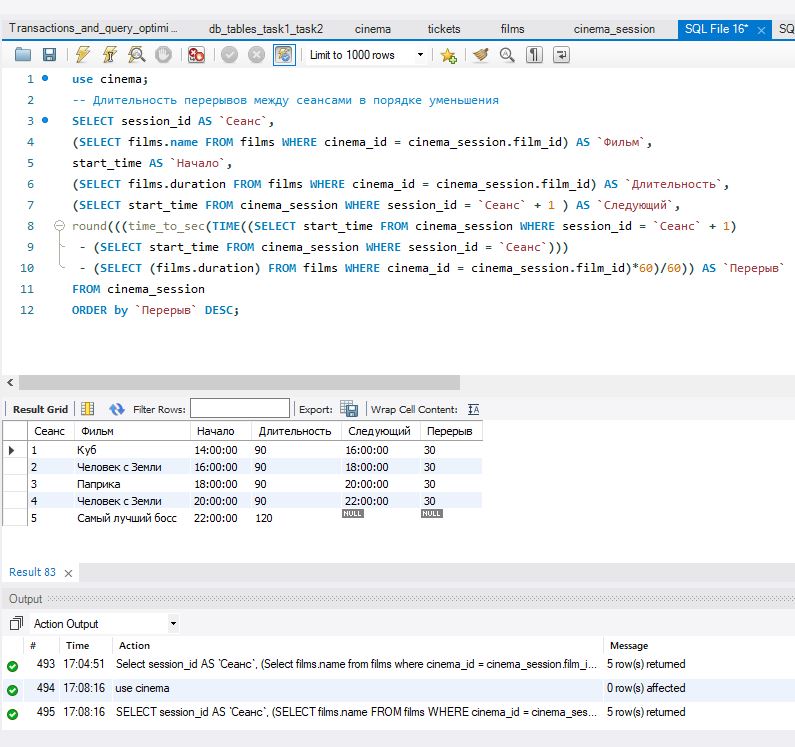 Transactions_and_query_optimi...
db_tables_task1_task2
cinema
tickets
films
cinema_session
SQL File 16*
SQ
Limit to 1000 rows
1 use cinema;
2 -- Длительность перерывов между сеансами в порядке уменьшения
3 SELECT session_id AS `Сеанс`,
4 (SELECT films.name FROM films WHERE cinema_id = cinema_session.film_id) AS `Фильм`,
5 start_time AS `Начало`,
6 (SELECT films.duration FROM films WHERE cinema_id = cinema_session.film_id) AS `Длительность`,
7 (SELECT start_time FROM cinema_session WHERE session_id = `Сеанс` + 1 ) AS `Следующий`,
8 round(((time_to_sec(TIME((SELECT start_time FROM cinema_session WHERE session_id = `Сеанс` + 1)
9 - (SELECT start_time FROM cinema_session WHERE session_id = `Сеанс`)))
10 - (SELECT (films.duration) FROM films WHERE cinema_id = cinema_session.film_id)*60)/60)) AS `Перерыв`
11 FROM cinema_session
12 ORDER by `Перерыв` DESC;
Result Grid Filter Rows: Export: Wrap Cell Content:
Сеанс Фильм Начало Длительность Следующий Перерыв
1 Куб 14:00:00 90 16:00:00 30
2 Человек с Земли 16:00:00 90 18:00:00 30
3 Паприка 18:00:00 90 20:00:00 30
4 Человек с Земли 20:00:00 90 22:00:00 30
5 Самый лучший босс 22:00:00 120 NULL NULL
Result 83
Output
Action Output
# Time Action Message
493 17:04:51 Select session_id AS `Сеанс`, (Select films.name from films where cinema_id = cinema_session.film_i... 5 row(s) returned
494 17:08:16 use cinema 0 row(s) affected
495 17:08:16 SELECT session_id AS `Сеанс`, (SELECT films.name FROM films WHERE cinema_id = cinema_ses... 5 row(s) returned